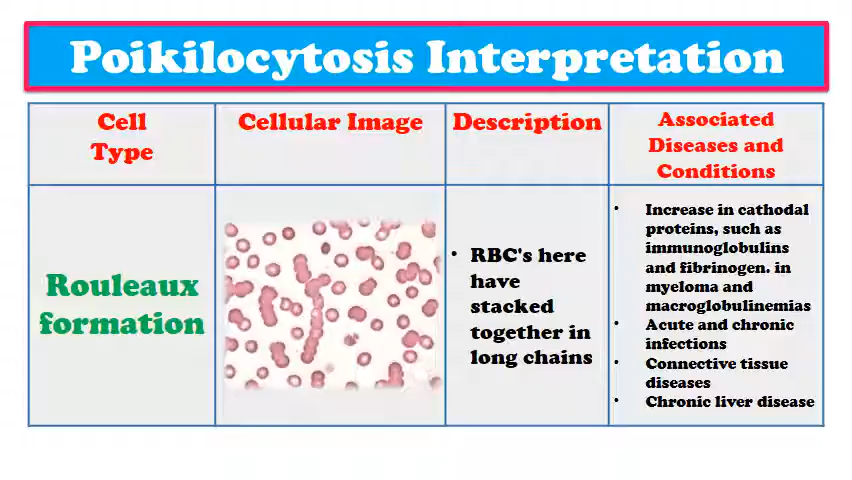 Poikilocytosis Interpretation
Cell
Type
Cellular Image
Description
Associated
Diseases and
Conditions
Rouleaux
formation
• RBC's here
have
stacked
together in
long chains
• Increase in cathodal
proteins, such as
immunoglobulins
and fibrinogen. in
myeloma and
macroglobulinemias
• Acute and chronic
infections
• Connective tissue
diseases
• Chronic liver disease